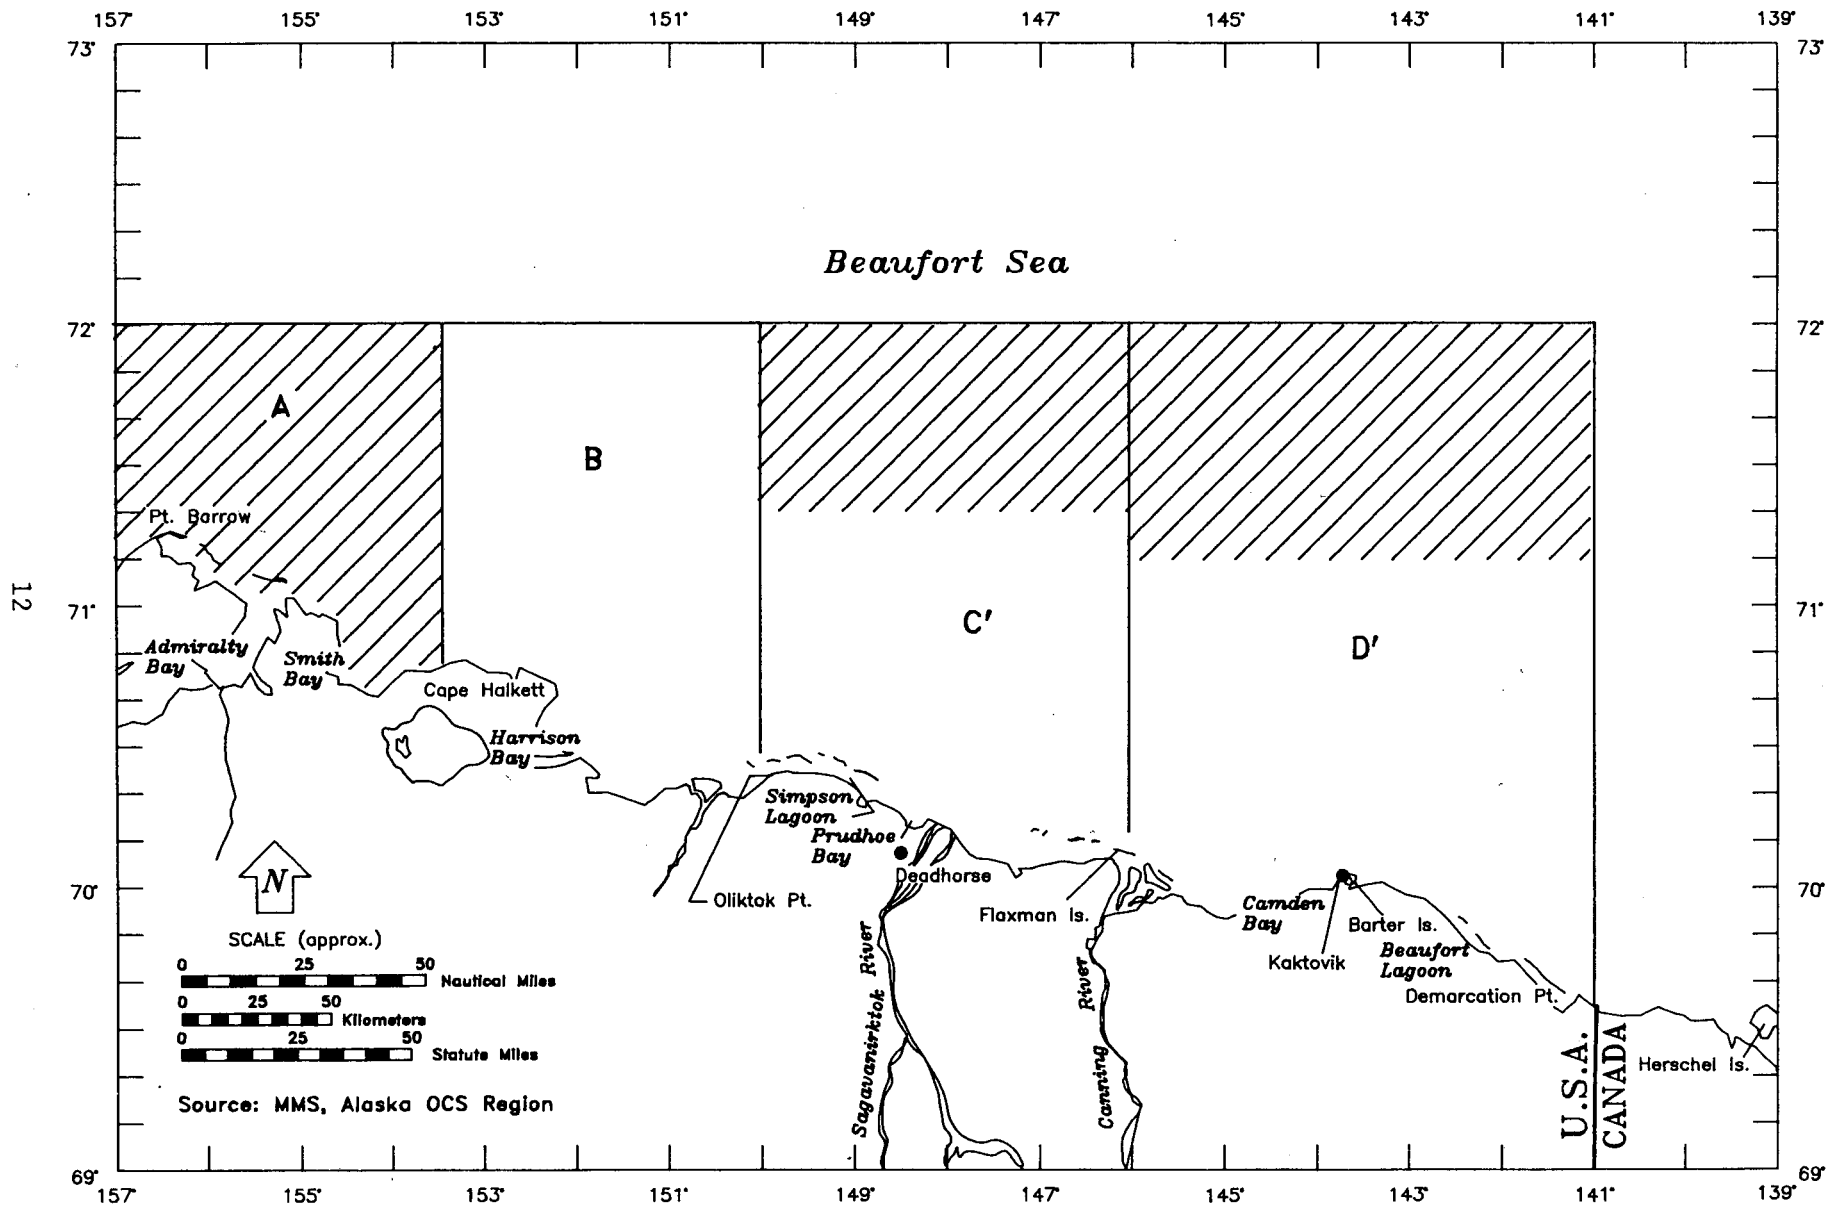 157° 155° 153° 151° 149° 147° 145° 143° 141° 139°
73° 73°
Beaufort Sea
72° 72°
A
B
Pt. Barrow
12
71° 71°
C'
D'
Admiralty
Bay
Smith
Bay
Cape Halkett
Harrison
Bay
Simpson
Lagoon
Prudhoe
Bay
Deadhorse
70° 70°
N
Oliktok Pt.
Flaxman Is.
Camden
Bay
Barter Is.
Kaktovik
Beaufort
Lagoon
Demarcation Pt.
SCALE (approx.)
0 25 50
Nautical Miles
0 25 50
Kilometers
0 25 50
Statute Miles
Sagavanirktok River
Canning River
U.S.A.
CANADA
Herschel Is.
Source: MMS, Alaska OCS Region
69° 69°
157° 155° 153° 151° 149° 147° 145° 143° 141° 139°